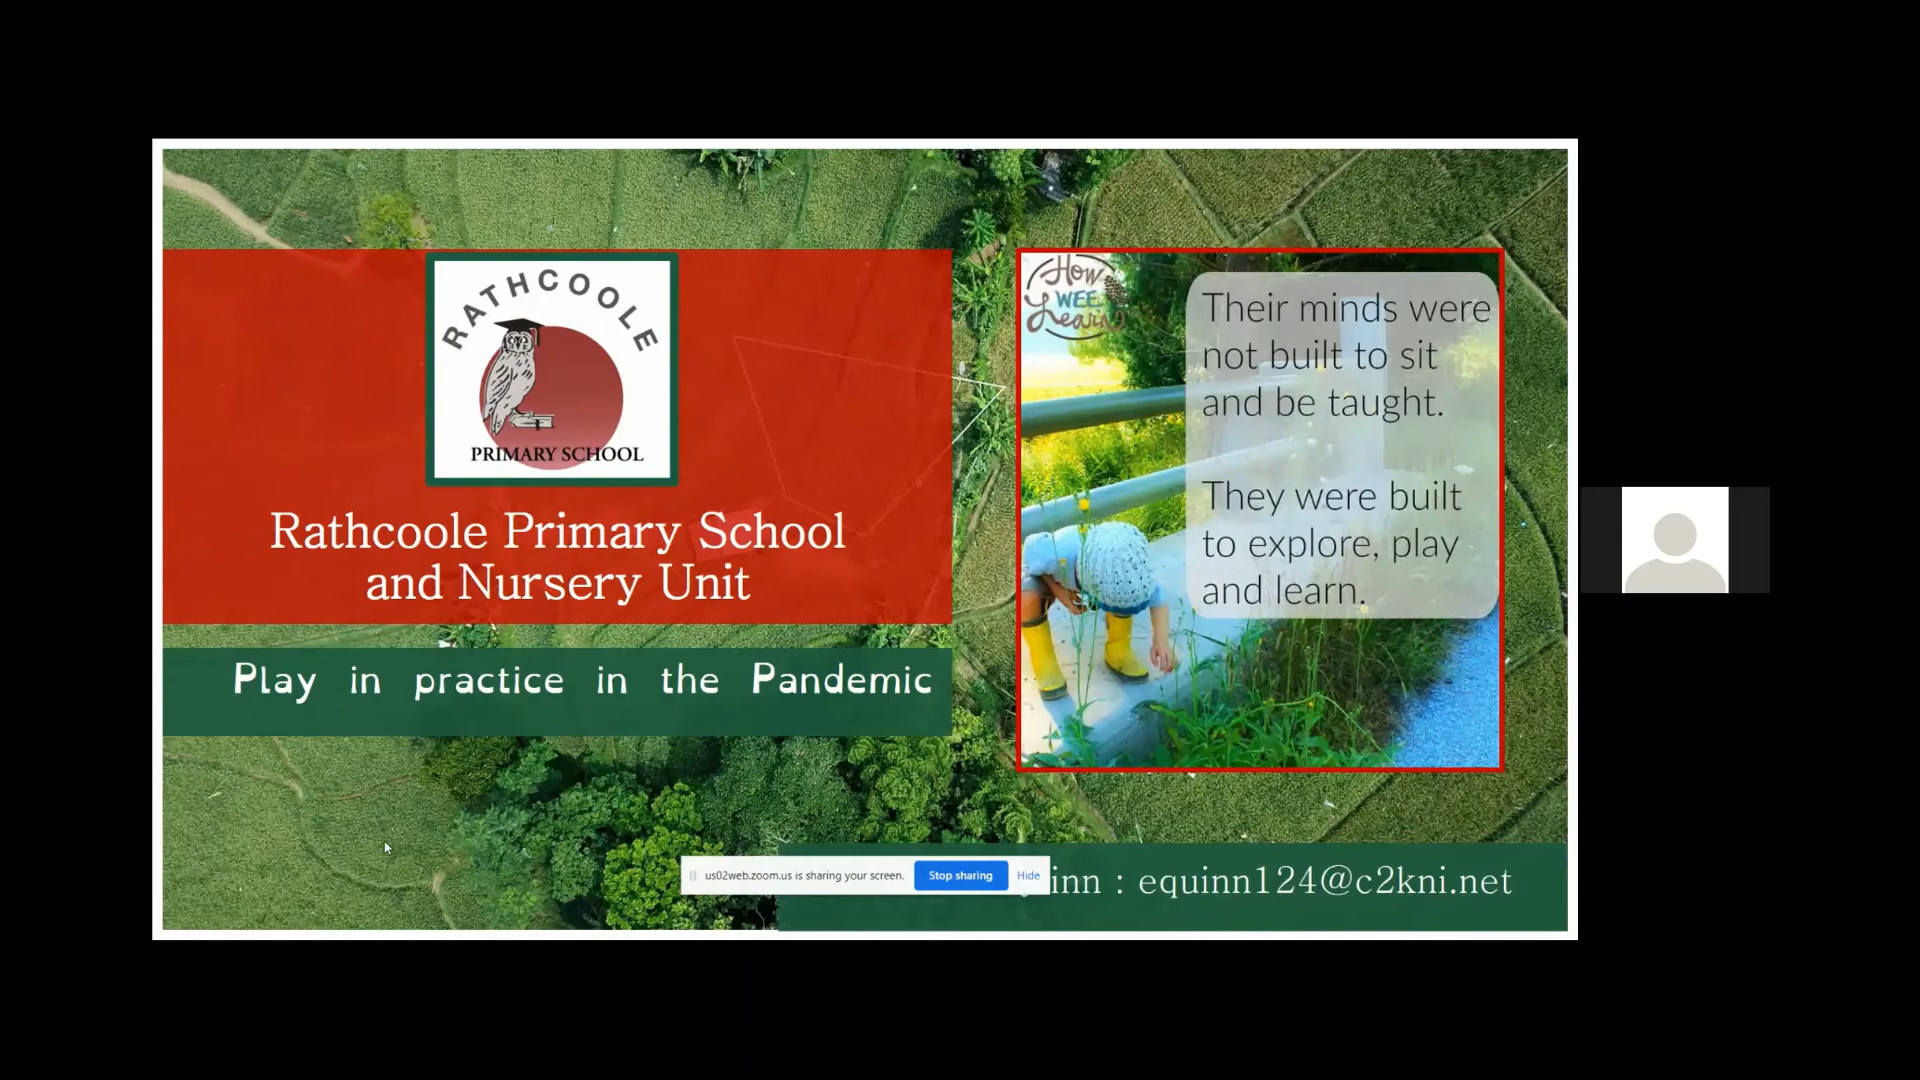 RATHCOOLE
PRIMARY SCHOOL
Rathcoole Primary School
and Nursery Unit
Play in practice in the Pandemic
How
WEE
Learn
Their minds were
not built to sit
and be taught.
They were built
to explore, play
and learn.
us02web.zoom.us is sharing your screen.
Stop sharing
Hide
: equinn124@c2kni.net